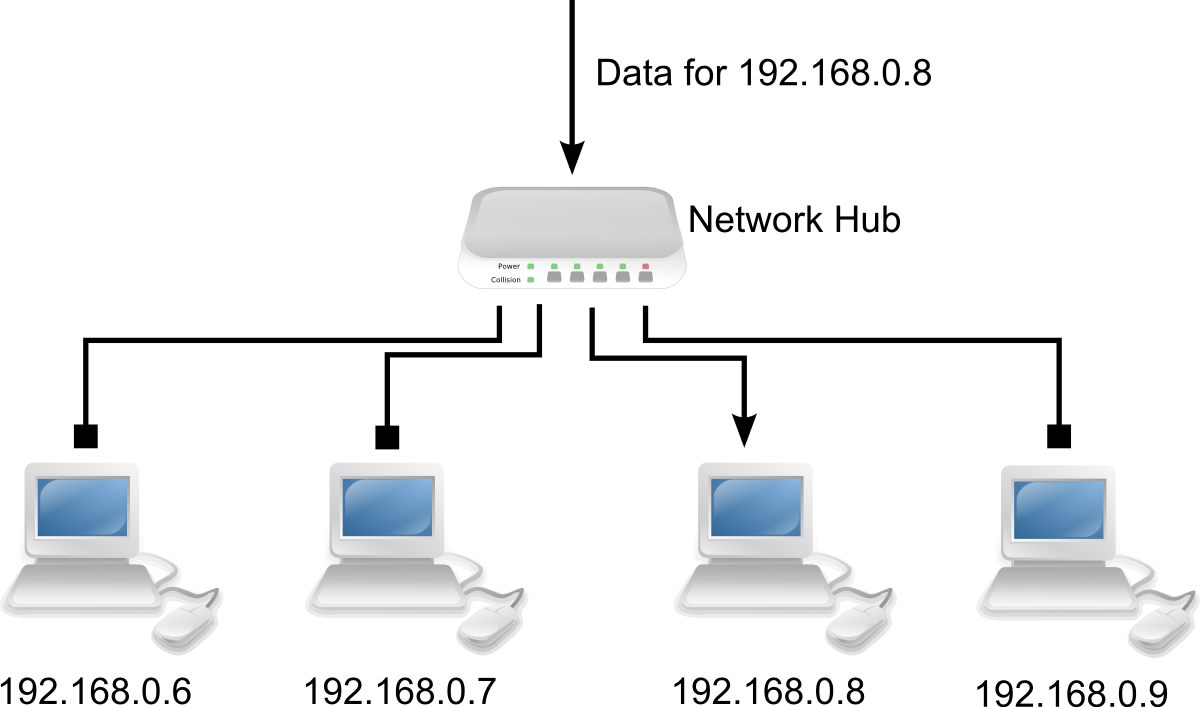 Data for 192.168.0.8
Network Hub
Power
Collision
192.168.0.6
192.168.0.7
192.168.0.8
192.168.0.9